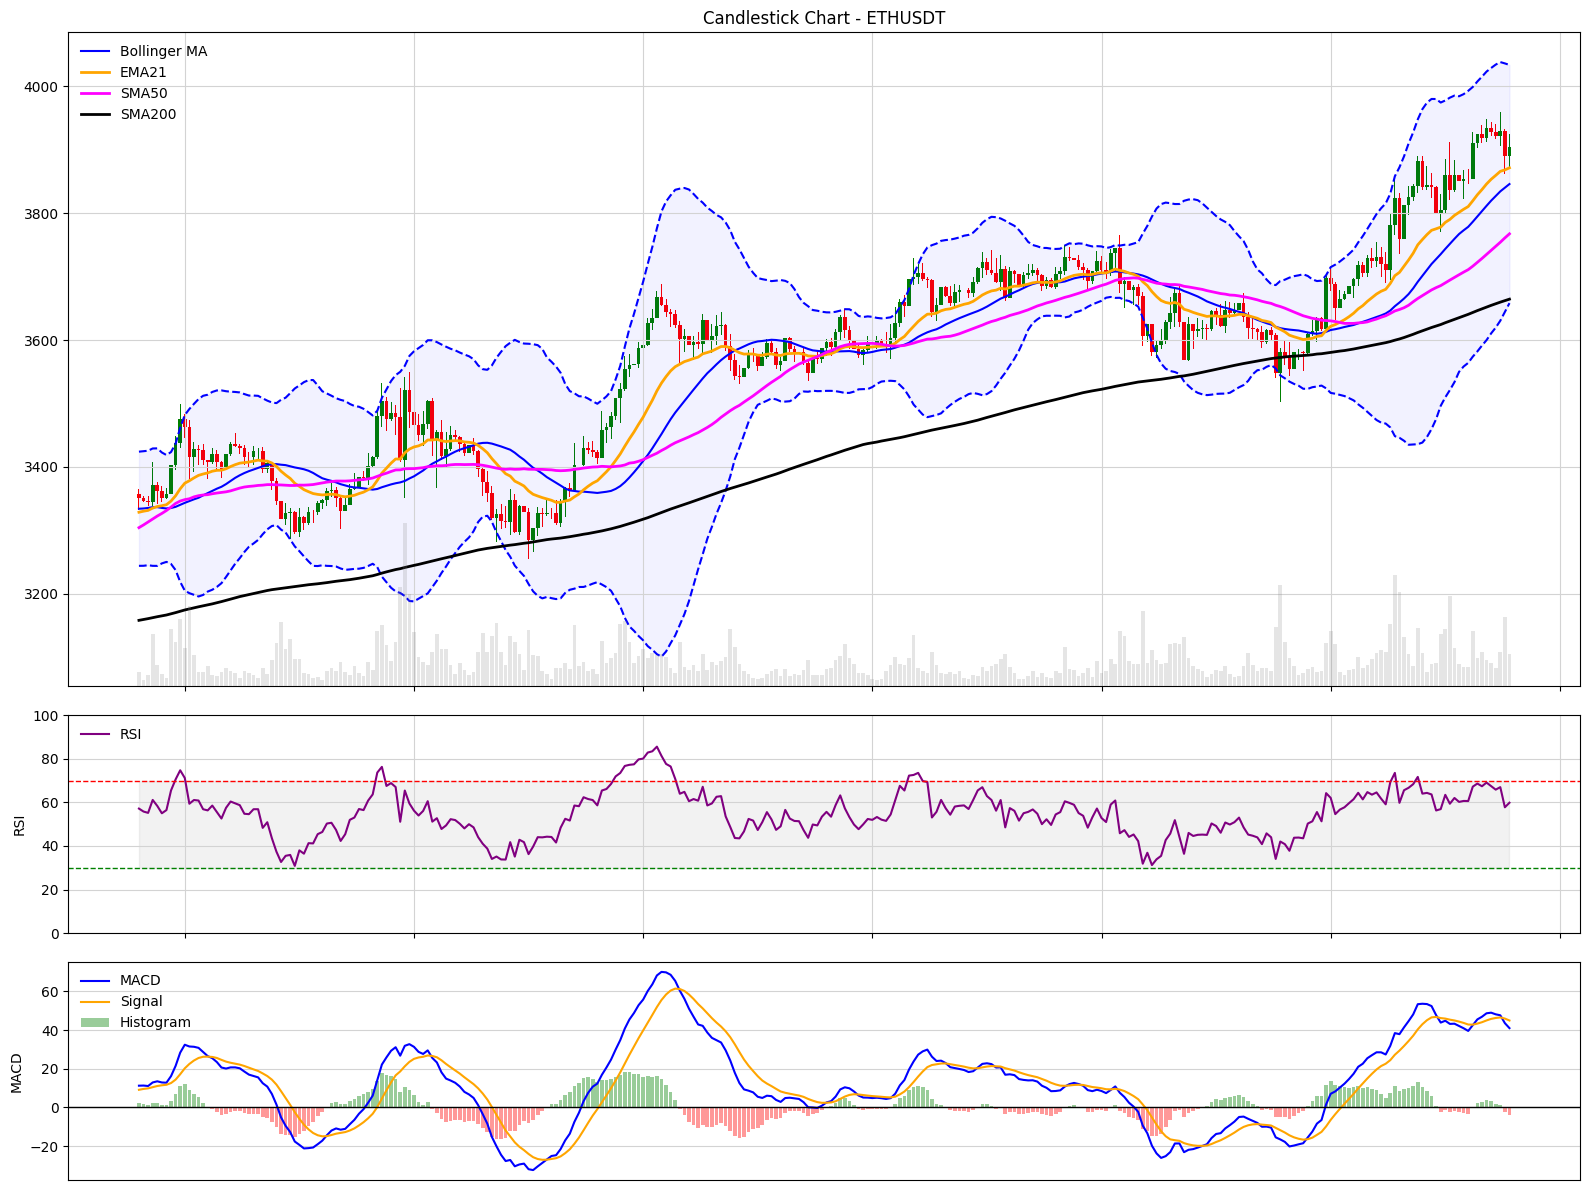 Candlestick Chart - ETHUSDT
Bollinger MA
EMA21
SMA50
SMA200
4000
3800
3600
3400
3200
RSI
100
80
60
40
20
0
RSI
MACD
Signal
Histogram
60
40
20
0
−20
MACD